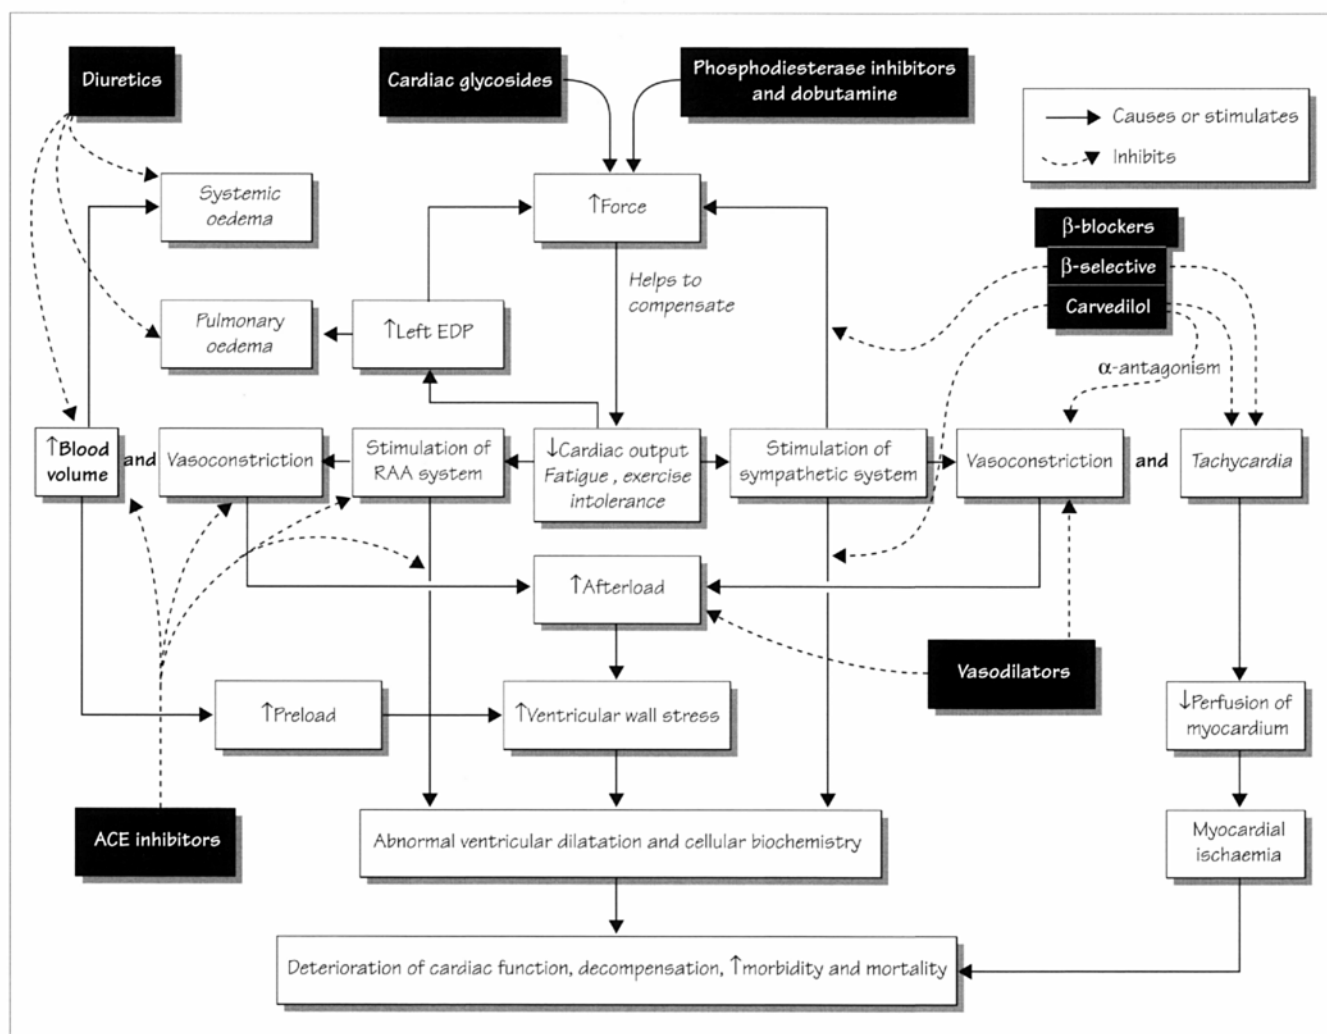 Diuretics
Cardiac glycosides
Phosphodiesterase inhibitors
and dobutamine
Causes or stimulates
Inhibits
Systemic
oedema
↑Force
β-blockers
β-selective
Carvedilol
Helps to
compensate
Pulmonary
oedema
↑Left EDP
α-antagonism
↑Blood
volume
and
Vasoconstriction
Stimulation of
RAA system
↓Cardiac output
Fatigue, exercise
intolerance
Stimulation of
sympathetic system
Vasoconstriction
and
Tachycardia
↑Afterload
Vasodilators
↑Preload
↑Ventricular wall stress
↓Perfusion of
myocardium
ACE inhibitors
Abnormal ventricular dilatation and cellular biochemistry
Myocardial
ischaemia
Deterioration of cardiac function, decompensation, ↑morbidity and mortality